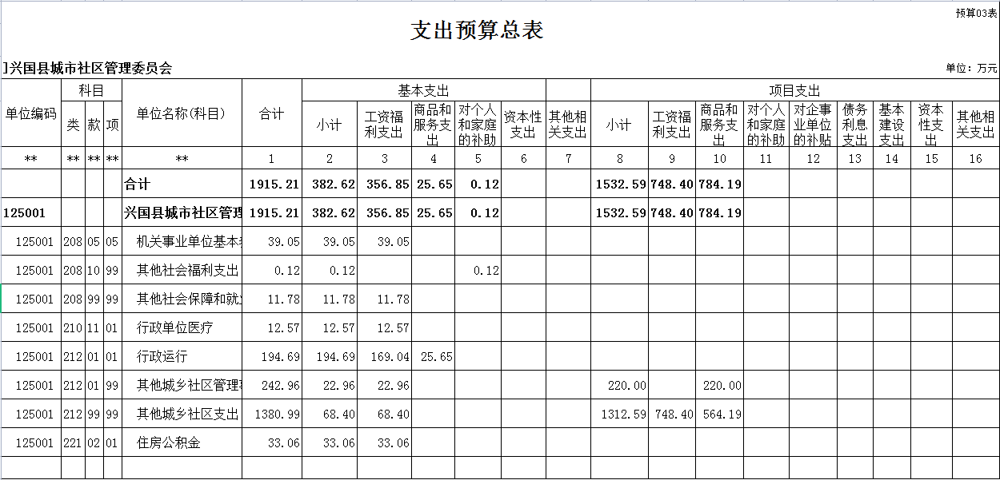 预算03表
支出预算总表
]兴国县城市社区管理委员会
单位：万元
单位编码 科目 单位名称(科目) 合计 基本支出 项目支出
类 款 项 小计 工资福利支出 商品和服务支出 对个人和家庭的补助 资本性支出 其他相关支出 小计 工资福利支出 商品和服务支出 对个人和家庭的补助 对企事业单位的补贴 债务利息支出 基本建设支出 资本性支出 其他相关支出
** ** ** ** ** 1 2 3 4 5 6 7 8 9 10 11 12 13 14 15 16
合计 1915.21 382.62 356.85 25.65 0.12 1532.59 748.40 784.19
125001 兴国县城市社区管理 1915.21 382.62 356.85 25.65 0.12 1532.59 748.40 784.19
125001 208 05 05 机关事业单位基本 39.05 39.05 39.05
125001 208 10 99 其他社会福利支出 0.12 0.12 0.12
125001 208 99 99 其他社会保障和就 11.78 11.78 11.78
125001 210 11 01 行政单位医疗 12.57 12.57 12.57
125001 212 01 01 行政运行 194.69 194.69 169.04 25.65
125001 212 01 99 其他城乡社区管理 242.96 22.96 22.96 220.00 220.00
125001 212 99 99 其他城乡社区支出 1380.99 68.40 68.40 1312.59 748.40 564.19
125001 221 02 01 住房公积金 33.06 33.06 33.06